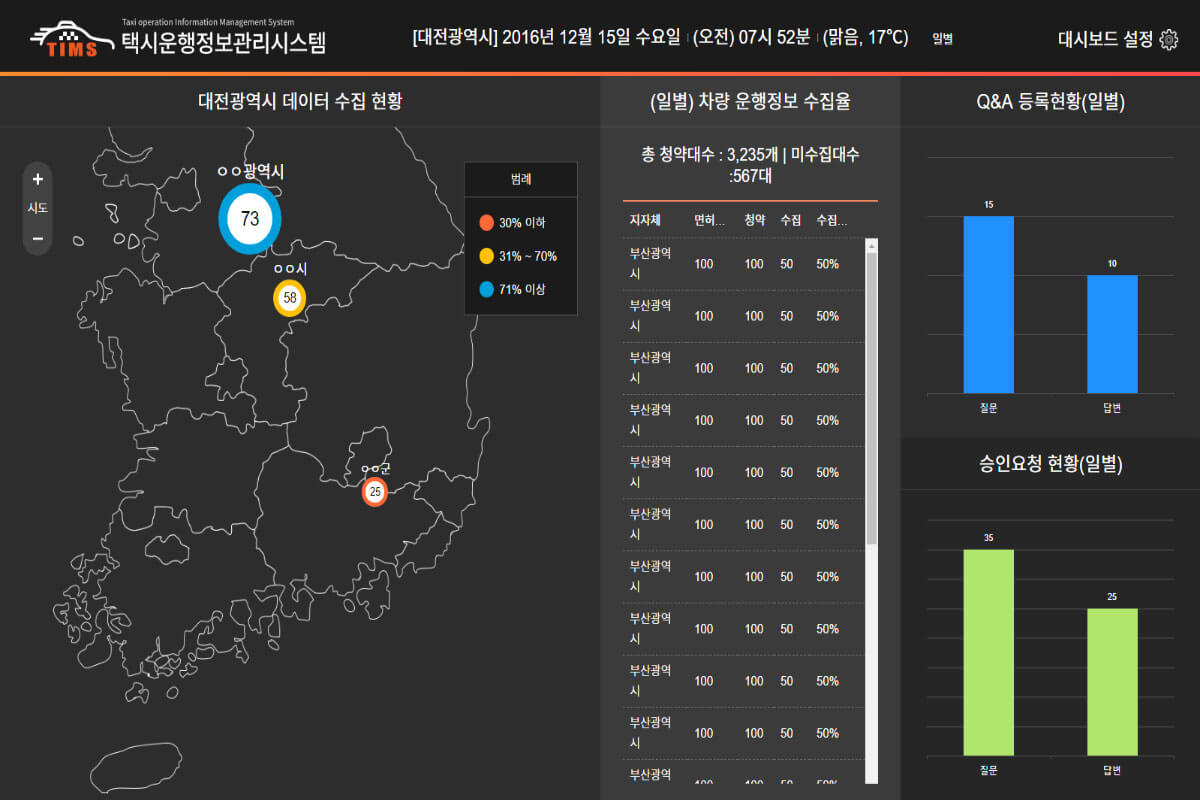 Taxi operation Information Management System
TIMS 택시운행정보관리시스템
[대전광역시] 2016년 12월 15일 수요일 (오전) 07시 52분 (맑음, 17℃) 일별
대시보드 설정
대전광역시 데이터 수집 현황
+
시도
−
ㅇㅇ광역시
73
ㅇㅇ시
58
ㅇㅇ군
25
범례
30% 이하
31% ~ 70%
71% 이상
(일별) 차량 운행정보 수집율
총 청약대수 : 3,235개 | 미수집대수
:567대
지자체 면허... 청약 수집 수집...
부산광역
시 100 100 50 50%
부산광역
시 100 100 50 50%
부산광역
시 100 100 50 50%
부산광역
시 100 100 50 50%
부산광역
시 100 100 50 50%
부산광역
시 100 100 50 50%
부산광역
시 100 100 50 50%
부산광역
시 100 100 50 50%
부산광역
시 100 100 50 50%
부산광역
시 100 100 50 50%
부산광역
100 100 50 50%
Q&A 등록현황(일별)
15
10
질문 답변
승인요청 현황(일별)
35
25
질문 답변